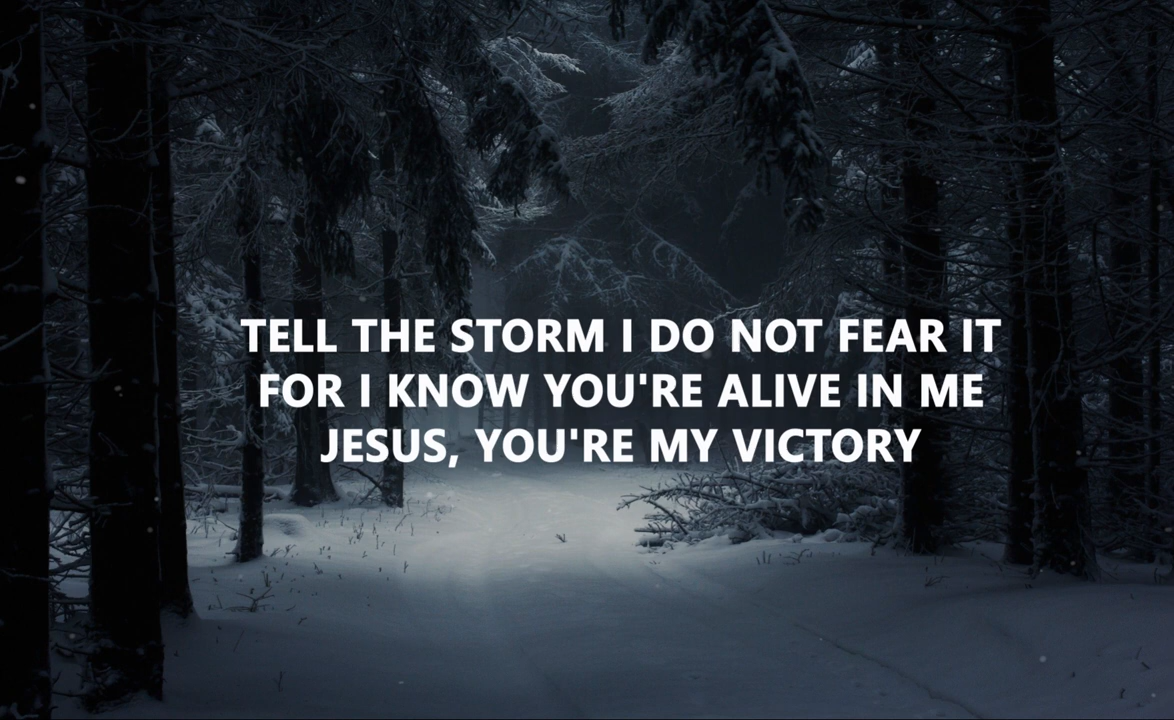 TELL THE STORM I DO NOT FEAR IT
FOR I KNOW YOU'RE ALIVE IN ME
JESUS, YOU'RE MY VICTORY